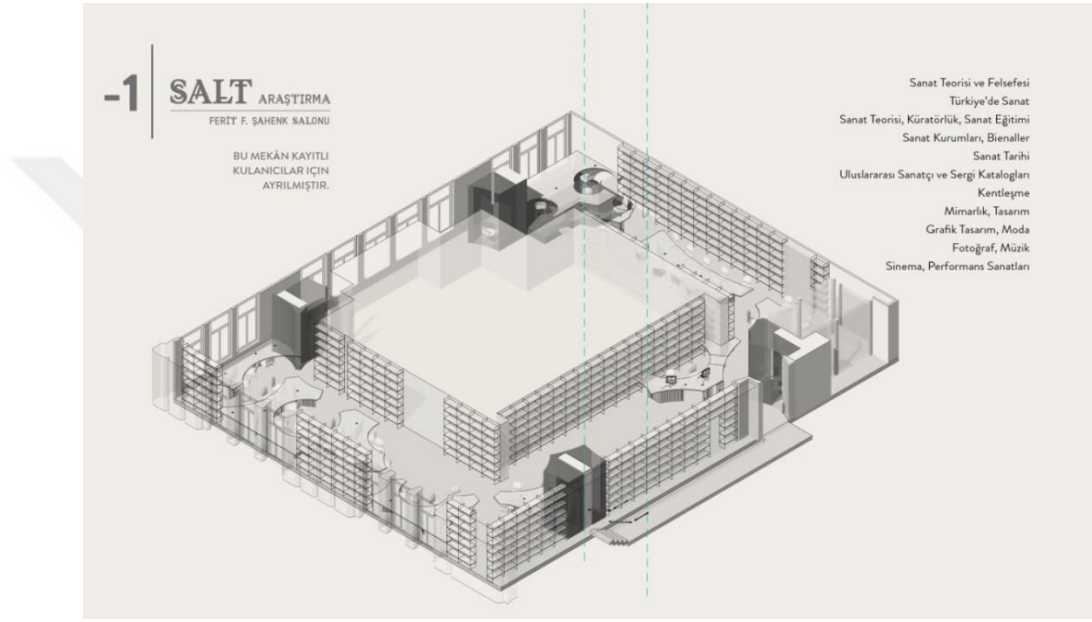 -1
SALT ARAŞTIRMA
FERİT F. ŞAHENK SALONU
BU MEKÂN KAYITLI
KULANICILAR IÇIN
AYRILMIŞTIR.
Sanat Teorisi ve Felsefesi
Türkiye'de Sanat
Sanat Teorisi, Küratörlük, Sanat Eğitimi
Sanat Kurumları, Bienaller
Sanat Tarihi
Uluslararası Sanatçı ve Sergi Katalogları
Kentleşme
Mimarlık, Tasarım
Grafik Tasarım, Moda
Fotoğraf, Müzik
Sinema, Performans Sanatları